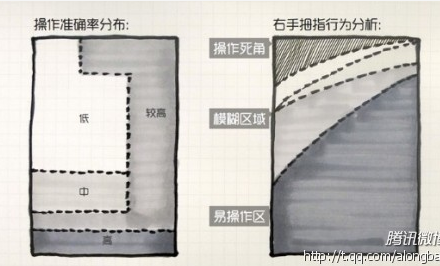 操作准确率分布:
右手拇指行为分析:
操作死角
低
较高
模糊区域
中
易操作区
高
腾讯微博
http://t.qq.com/alongba